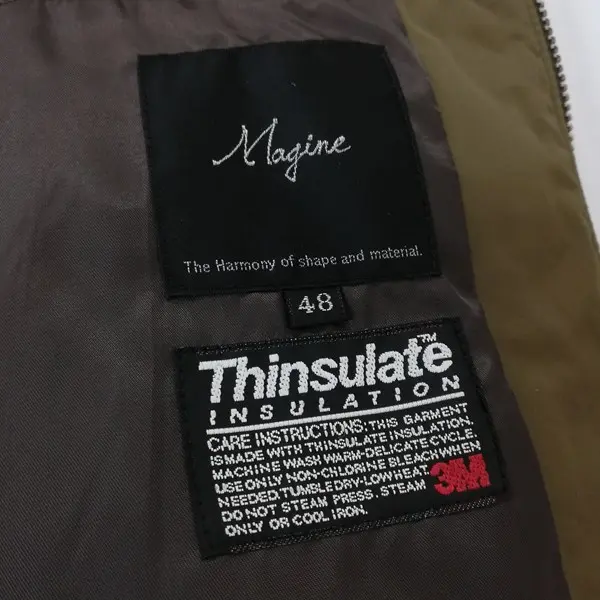 Magine
The Harmony of shape and material.
48
Thinsulate™
INSULATION
CARE INSTRUCTIONS: THIS GARMENT
IS MADE WITH THINSULATE INSULATION.
MACHINE WASH WARM-DELICATE CYCLE.
USE ONLY NON-CHLORINE BLEACH WHEN
NEEDED. TUMBLE DRY-LOW HEAT.
DO NOT STEAM PRESS. STEAM
ONLY OR COOL IRON.
3M